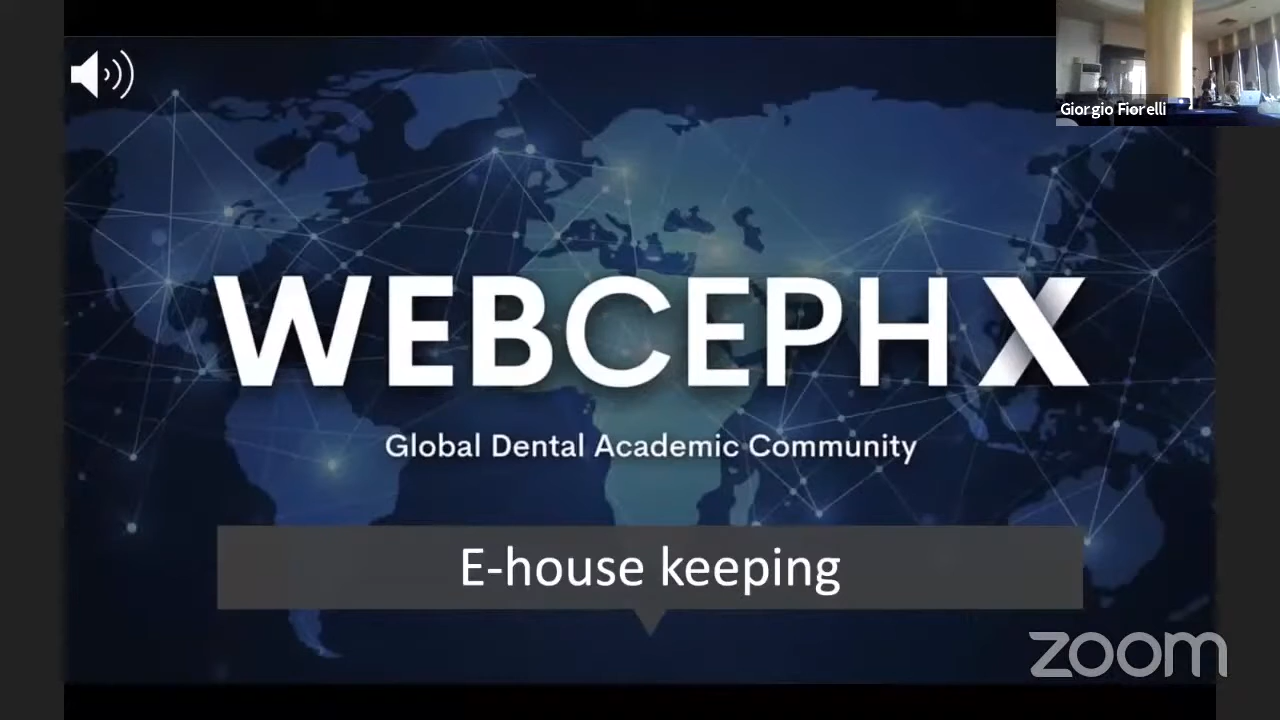 Giorgio Fiorelli
WEBCEPH X
Global Dental Academic Community
E-house keeping
zoom